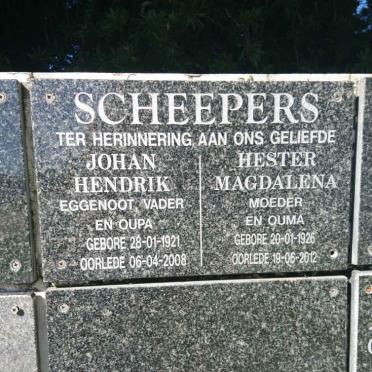 SCHEEPERS
TER HERINNERING AAN ONS GELIEFDE
JOHAN
HENDRIK
EGGENOOT, VADER
EN OUPA
GEBORE 28-01-1921
OORLEDE 06-04-2008
HESTER
MAGDALENA
MOEDER
EN OUMA
GEBORE 20-01-1926
OORLEDE 19-06-2012